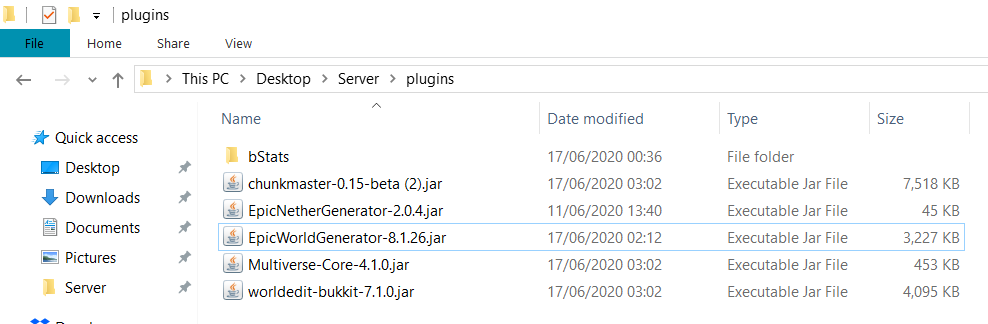 plugins
File Home Share View
This PC Desktop Server plugins
Name Date modified Type Size
Quick access
Desktop
Downloads
Documents
Pictures
Server
bStats 17/06/2020 00:36 File folder
chunkmaster-0.15-beta (2).jar 17/06/2020 03:02 Executable Jar File 7,518 KB
EpicNetherGenerator-2.0.4.jar 11/06/2020 13:40 Executable Jar File 45 KB
EpicWorldGenerator-8.1.26.jar 17/06/2020 02:12 Executable Jar File 3,227 KB
Multiverse-Core-4.1.0.jar 17/06/2020 03:02 Executable Jar File 453 KB
worldedit-bukkit-7.1.0.jar 17/06/2020 03:02 Executable Jar File 4,095 KB